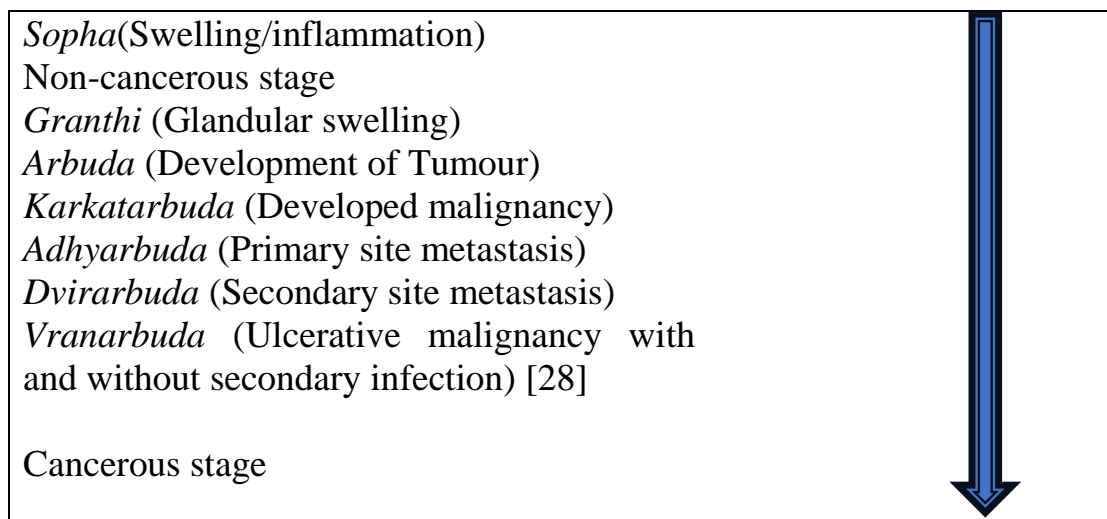 Sopha(Swelling/inflammation)
Non-cancerous stage
Granthi (Glandular swelling)
Arbuda (Development of Tumour)
Karkatarbuda (Developed malignancy)
Adhyarbuda (Primary site metastasis)
Dvirarbuda (Secondary site metastasis)
Vranarbuda (Ulcerative malignancy with
and without secondary infection) [28]
Cancerous stage